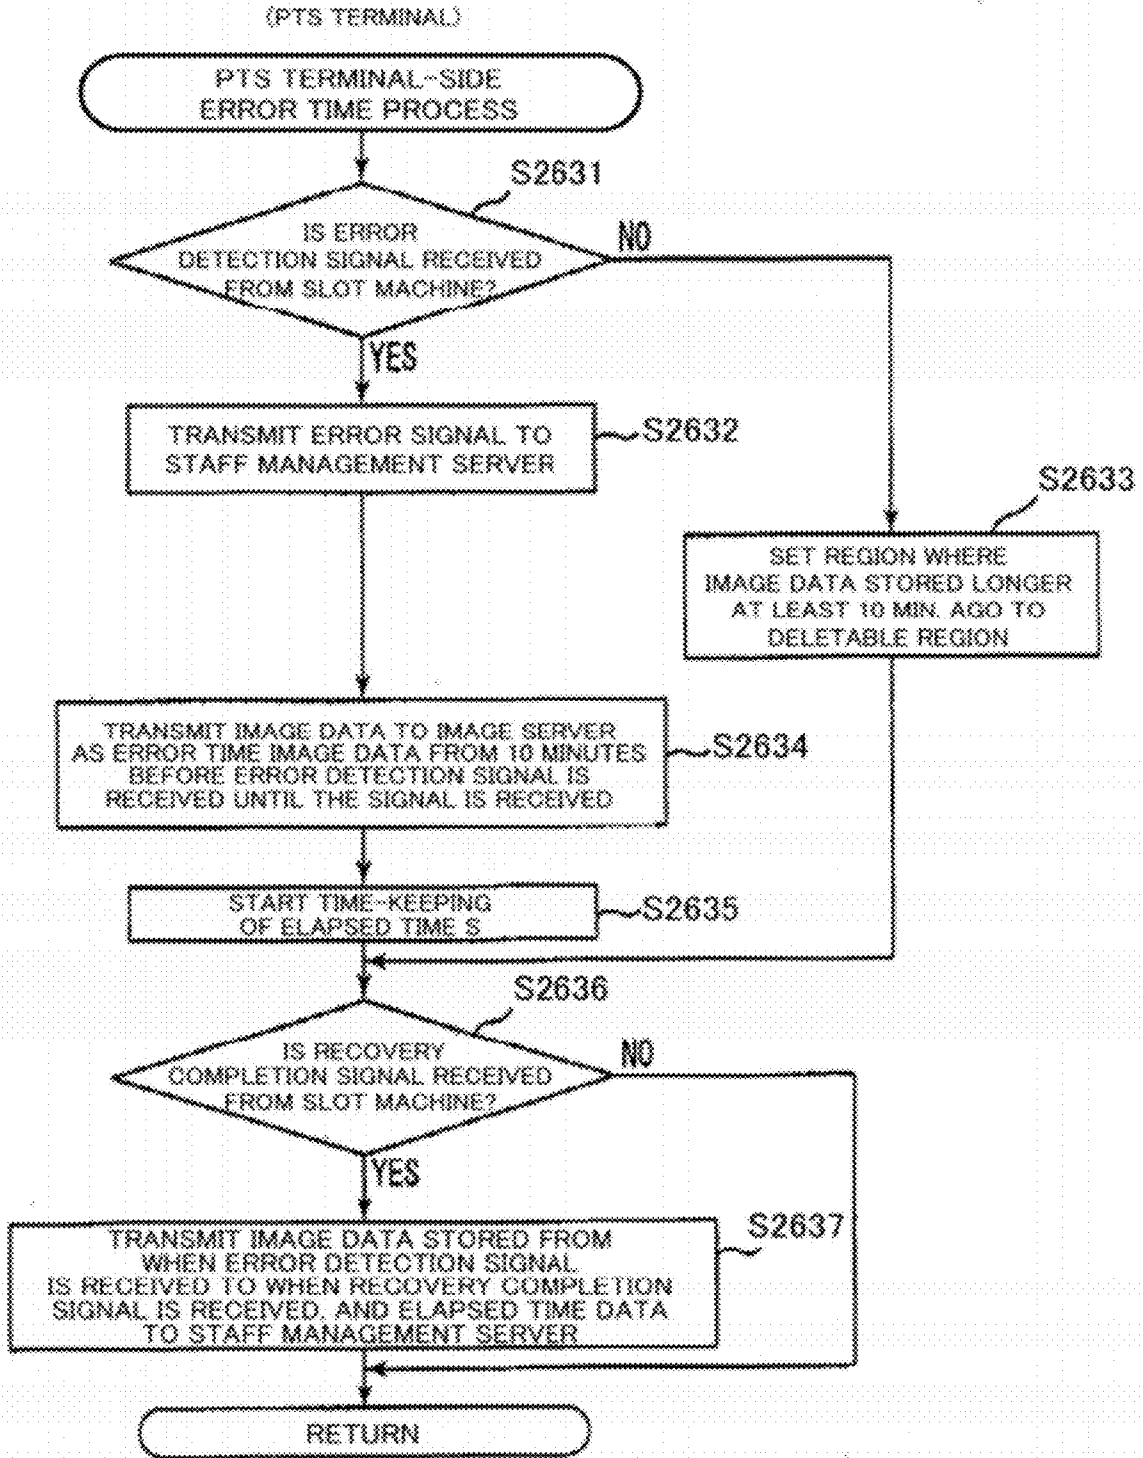 (PTS TERMINAL)
PTS TERMINAL-SIDE
ERROR TIME PROCESS
S2631
IS ERROR
DETECTION SIGNAL RECEIVED
FROM SLOT MACHINE?
NO
YES
TRANSMIT ERROR SIGNAL TO
STAFF MANAGEMENT SERVER
S2632
S2633
SET REGION WHERE
IMAGE DATA STORED LONGER
AT LEAST 10 MIN. AGO TO
DELETABLE REGION
TRANSMIT IMAGE DATA TO IMAGE SERVER
AS ERROR TIME IMAGE DATA FROM 10 MINUTES
BEFORE ERROR DETECTION SIGNAL IS
RECEIVED UNTIL THE SIGNAL IS RECEIVED
S2634
START TIME-KEEPING
OF ELAPSED TIME S
S2635
S2636
IS RECOVERY
COMPLETION SIGNAL RECEIVED
FROM SLOT MACHINE?
NO
YES
S2637
TRANSMIT IMAGE DATA STORED FROM
WHEN ERROR DETECTION SIGNAL
IS RECEIVED TO WHEN RECOVERY COMPLETION
SIGNAL IS RECEIVED, AND ELAPSED TIME DATA
TO STAFF MANAGEMENT SERVER
RETURN